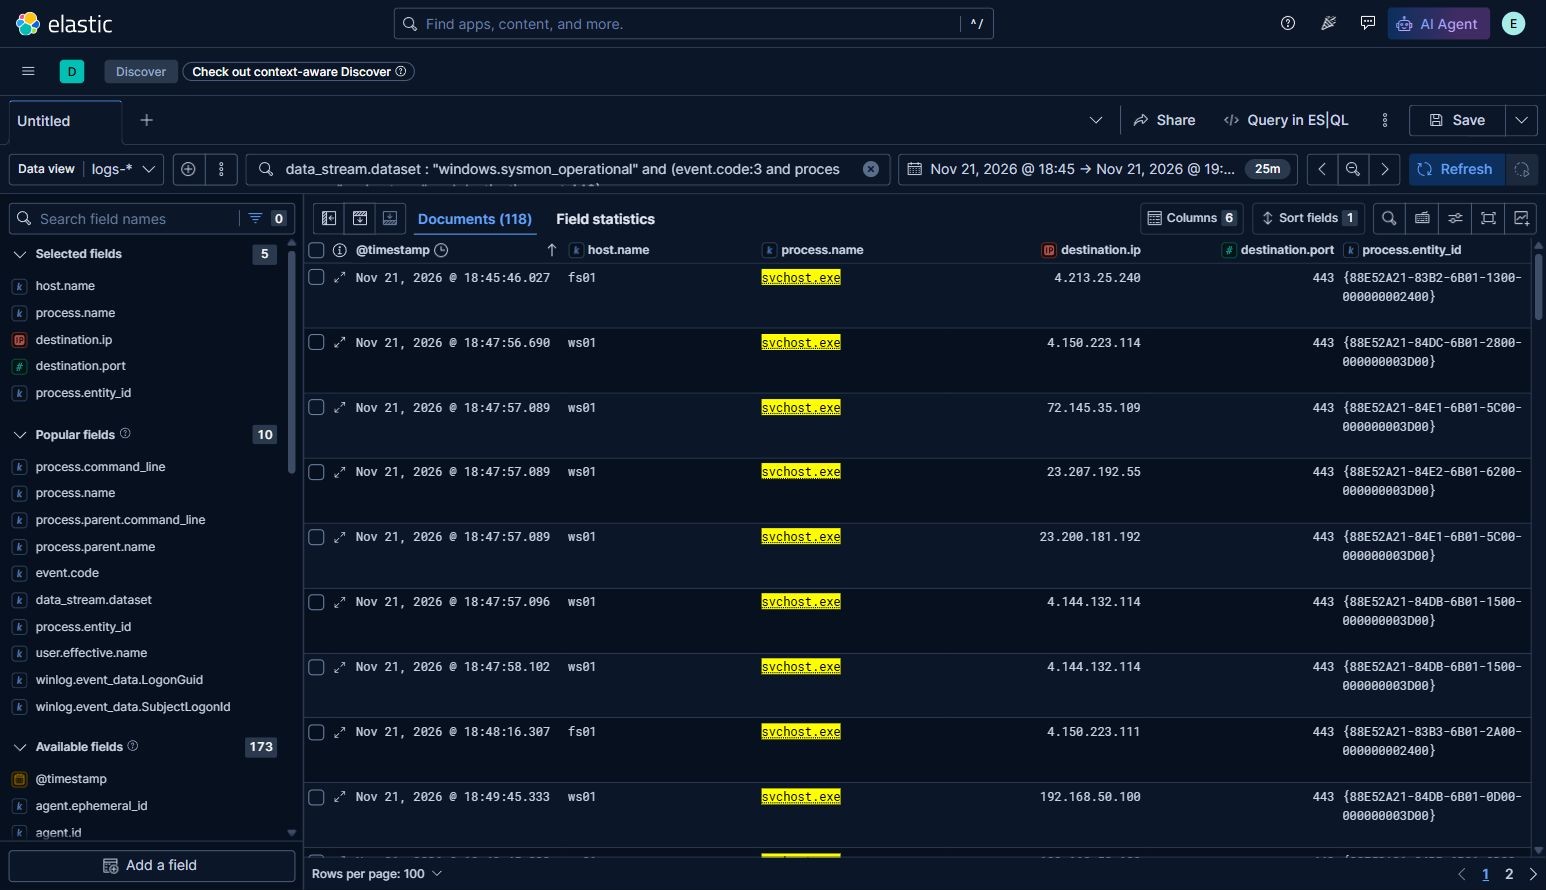 elastic
Find apps, content, and more.
^/
AI Agent
E
D
Discover
Check out context-aware Discover
Untitled
Share
Query in ES|QL
Save
Data view
logs-*
data_stream.dataset : "windows.sysmon_operational" and (event.code:3 and proces
Nov 21, 2026 @ 18:45 → Nov 21, 2026 @ 19:...
25m
Refresh
Search field names
0
Documents (118)
Field statistics
Columns 6
Sort fields 1
Selected fields 5
host.name
process.name
destination.ip
destination.port
process.entity_id
Popular fields 10
process.command_line
process.name
process.parent.command_line
process.parent.name
event.code
data_stream.dataset
process.entity_id
user.effective.name
winlog.event_data.LogonGuid
winlog.event_data.SubjectLogonId
Available fields 173
@timestamp
agent.ephemeral_id
agent.id
Add a field
@timestamp host.name process.name destination.ip destination.port process.entity_id
Nov 21, 2026 @ 18:45:46.027 fs01 svchost.exe 4.213.25.240 443 {88E52A21-83B2-6B01-1300-
000000002400}
Nov 21, 2026 @ 18:47:56.690 ws01 svchost.exe 4.150.223.114 443 {88E52A21-84DC-6B01-2800-
000000003D00}
Nov 21, 2026 @ 18:47:57.089 ws01 svchost.exe 72.145.35.109 443 {88E52A21-84E1-6B01-5C00-
000000003D00}
Nov 21, 2026 @ 18:47:57.089 ws01 svchost.exe 23.207.192.55 443 {88E52A21-84E2-6B01-6200-
000000003D00}
Nov 21, 2026 @ 18:47:57.089 ws01 svchost.exe 23.200.181.192 443 {88E52A21-84E1-6B01-5C00-
000000003D00}
Nov 21, 2026 @ 18:47:57.096 ws01 svchost.exe 4.144.132.114 443 {88E52A21-84DB-6B01-1500-
000000003D00}
Nov 21, 2026 @ 18:47:58.102 ws01 svchost.exe 4.144.132.114 443 {88E52A21-84DB-6B01-1500-
000000003D00}
Nov 21, 2026 @ 18:48:16.307 fs01 svchost.exe 4.150.223.111 443 {88E52A21-83B3-6B01-2A00-
000000002400}
Nov 21, 2026 @ 18:49:45.333 ws01 svchost.exe 192.168.50.100 443 {88E52A21-84DB-6B01-0D00-
000000003D00}
Rows per page: 100
1 2